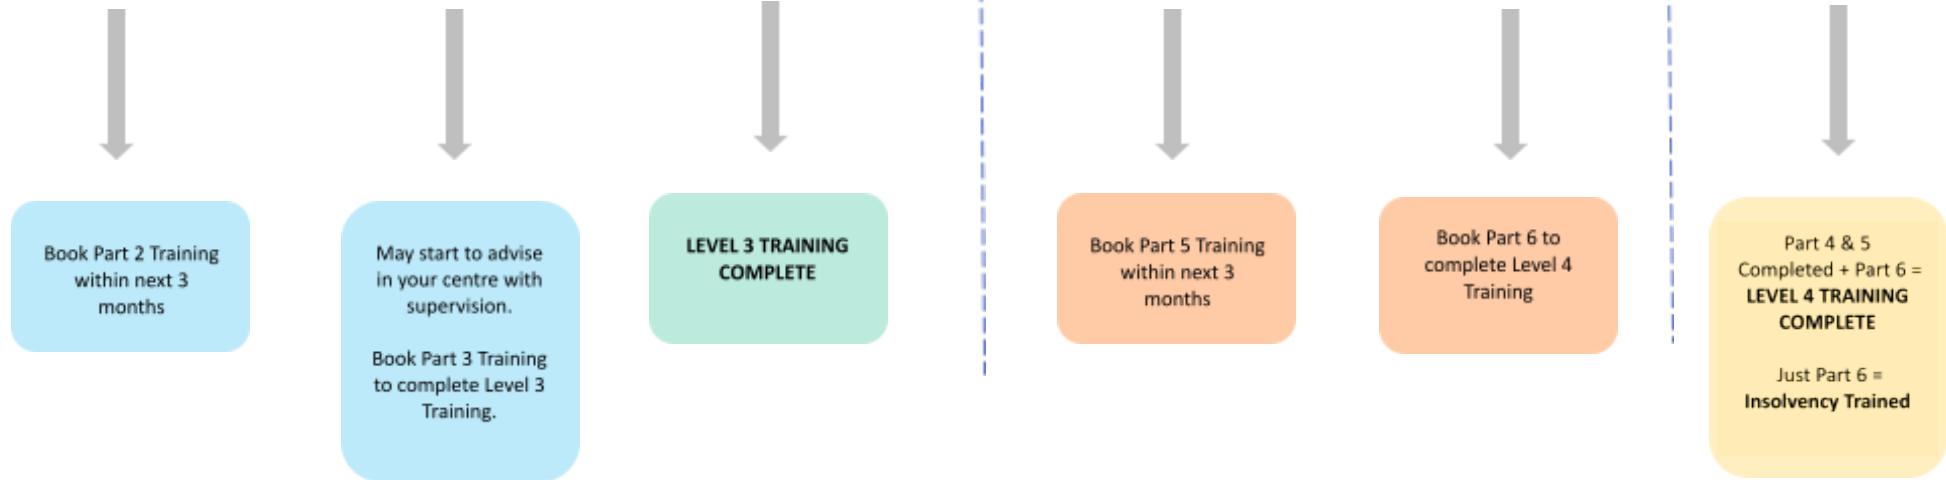 Book Part 2 Training
within next 3
months
May start to advise
in your centre with
supervision.
Book Part 3 Training
to complete Level 3
Training.
LEVEL 3 TRAINING
COMPLETE
Book Part 5 Training
within next 3
months
Book Part 6 to
complete Level 4
Training
Part 4 & 5
Completed + Part 6 =
LEVEL 4 TRAINING
COMPLETE
Just Part 6 =
Insolvency Trained